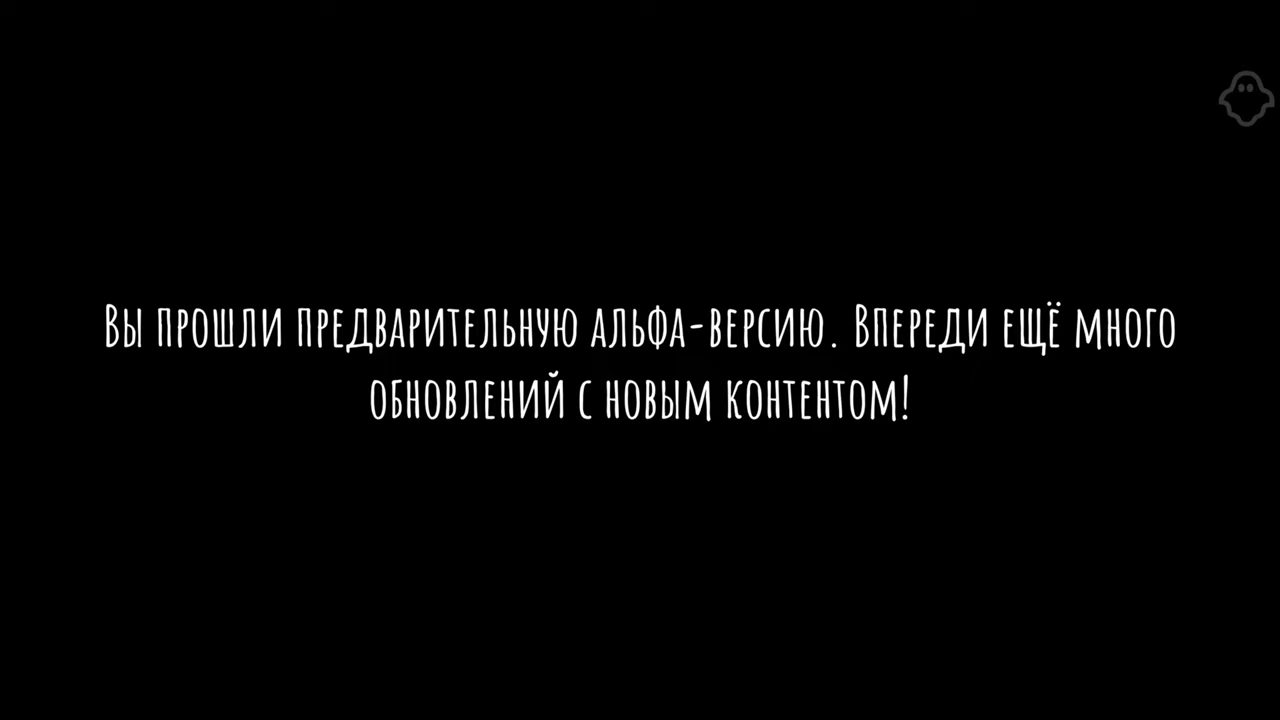 Вы прошли предварительную альфа-версию. Впереди ещё много
обновлений с новым контентом!